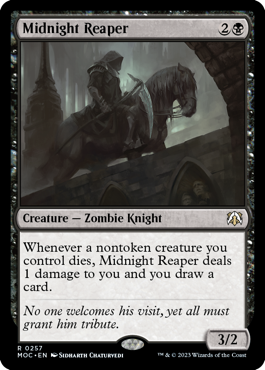 Midnight Reaper 2
Creature — Zombie Knight
Whenever a nontoken creature you
control dies, Midnight Reaper deals
1 damage to you and you draw a
card.
No one welcomes his visit, yet all must
grant him tribute.
3/2
R 0257
MOC • EN SIDHARTH CHATURVEDI
™ & © 2023 Wizards of the Coast